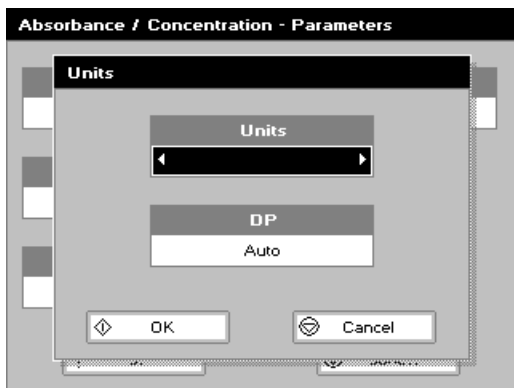 Absorbance / Concentration - Parameters
Units
Units
DP
Auto
OK
Cancel